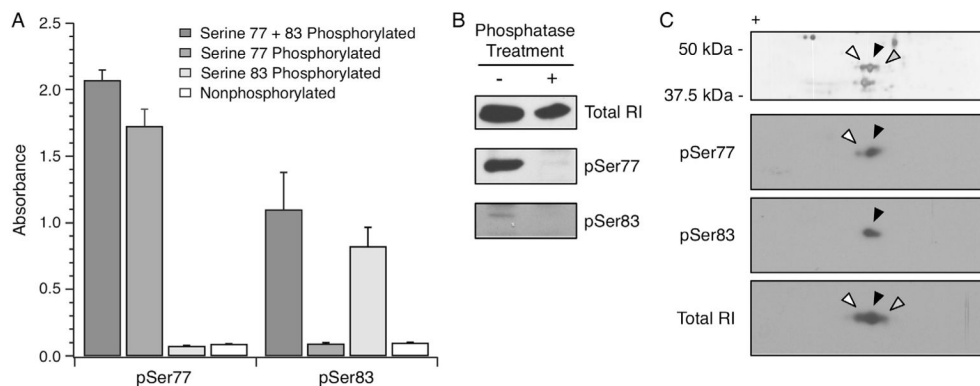 A
Absorbance
2.5
2.0
1.5
1.0
0.5
0.0
Serine 77 + 83 Phosphorylated
Serine 77 Phosphorylated
Serine 83 Phosphorylated
Nonphosphorylated
pSer77
pSer83
B
Phosphatase
Treatment
- +
Total RI
pSer77
pSer83
C
+
50 kDa -
37.5 kDa -
pSer77
pSer83
Total RI